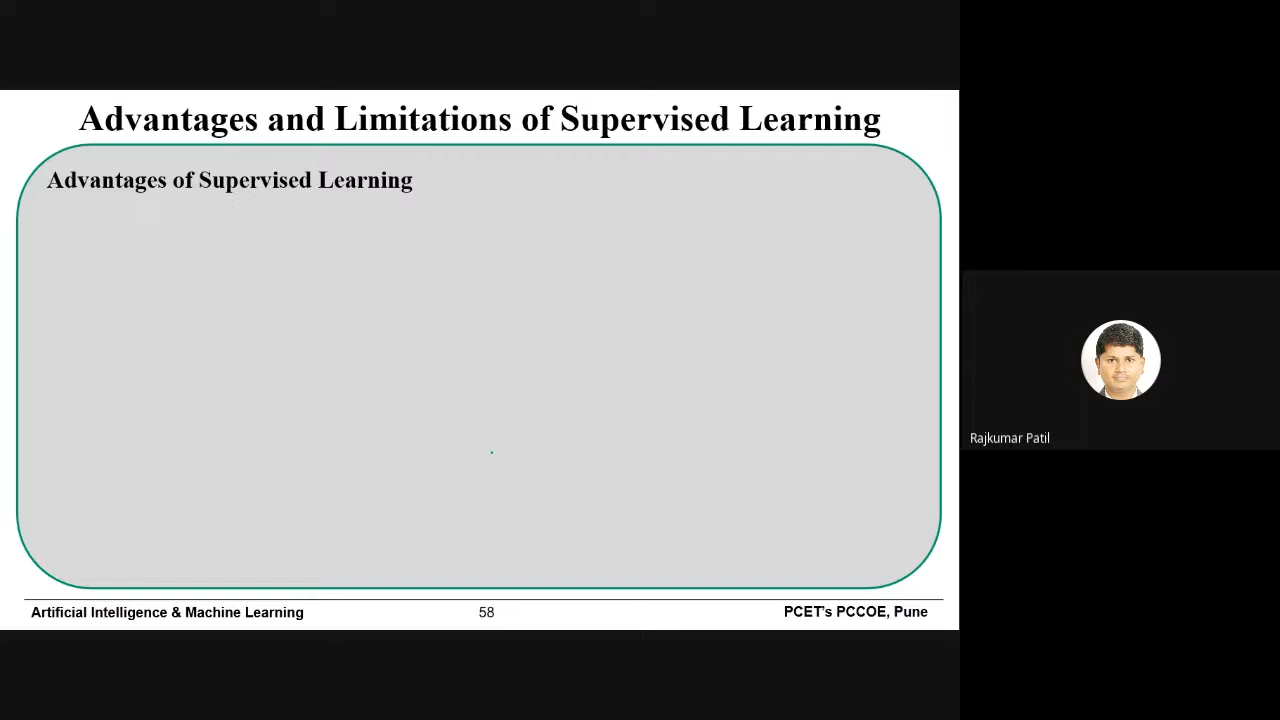 Advantages and Limitations of Supervised Learning
Advantages of Supervised Learning
Artificial Intelligence & Machine Learning
58
PCET's PCCOE, Pune
Rajkumar Patil